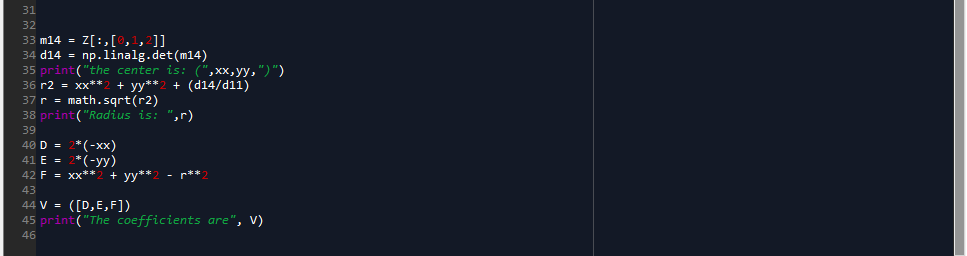 31
32
33 m14 = Z[:,[0,1,2]]
34 d14 = np.linalg.det(m14)
35 print("the center is: (",xx,yy,")")
36 r2 = xx**2 + yy**2 + (d14/d11)
37 r = math.sqrt(r2)
38 print("Radius is: ",r)
39
40 D = 2*(-xx)
41 E = 2*(-yy)
42 F = xx**2 + yy**2 - r**2
43
44 V = ([D,E,F])
45 print("The coefficients are", V)
46